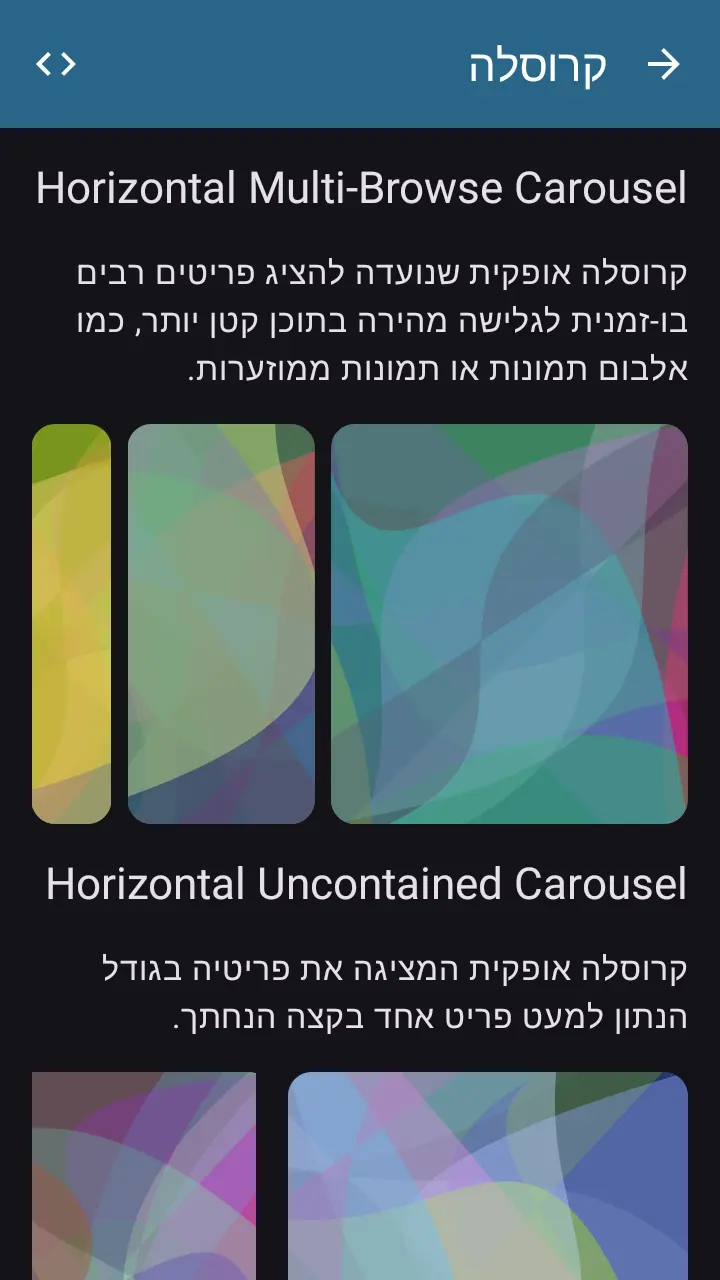 קרוסלה
Horizontal Multi-Browse Carousel
קרוסלה אופקית שנועדה להציג פריטים רבים
בו-זמנית לגלישה מהירה בתוכן קטן יותר, כמו
אלבום תמונות או תמונות ממוזערות.
Horizontal Uncontained Carousel
קרוסלה אופקית המציגה את פריטיה בגודל
הנתון למעט פריט אחד בקצה הנחתך.